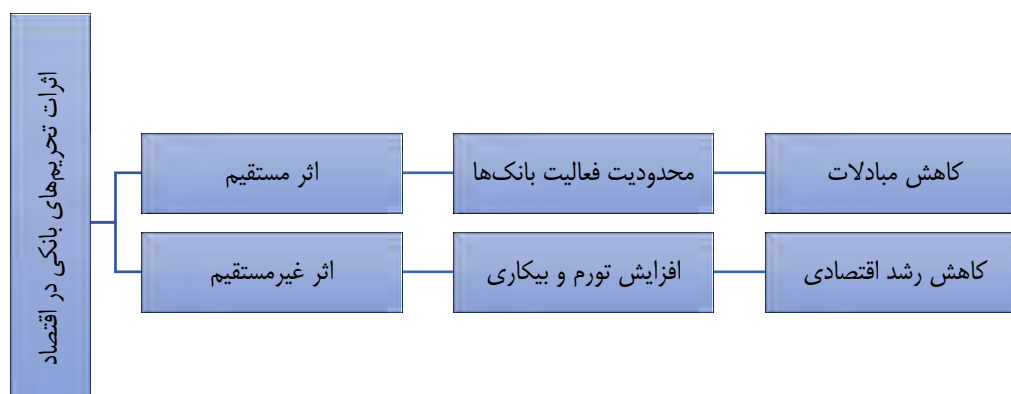 اثرات تحریم‌های بانکی در اقتصاد
اثر مستقیم
محدودیت فعالیت بانک‌ها
کاهش مبادلات
اثر غیرمستقیم
افزایش تورم و بیکاری
کاهش رشد اقتصادی